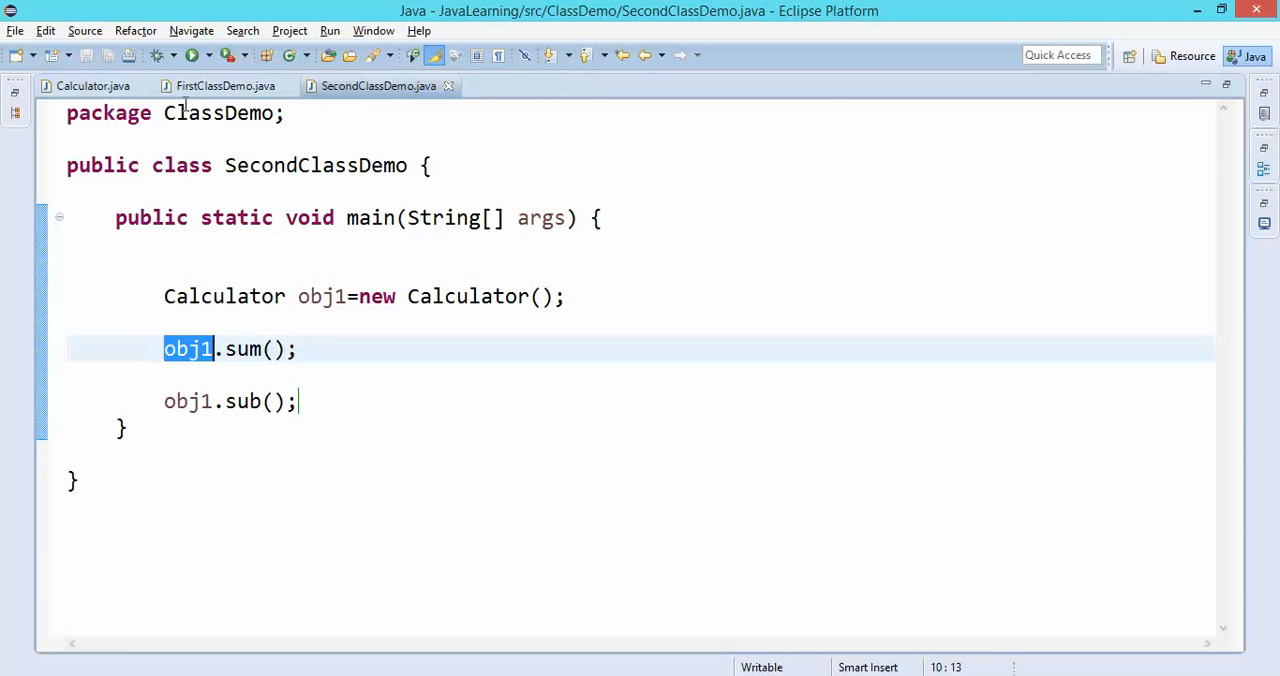 Java - JavaLearning/src/ClassDemo/SecondClassDemo.java - Eclipse Platform
File Edit Source Refactor Navigate Search Project Run Window Help
Quick Access Resource Java
Calculator.java FirstClassDemo.java SecondClassDemo.java
package ClassDemo;
public class SecondClassDemo {
public static void main(String[] args) {
Calculator obj1=new Calculator();
obj1.sum();
obj1.sub();
}
}
Writable Smart Insert 10 : 13